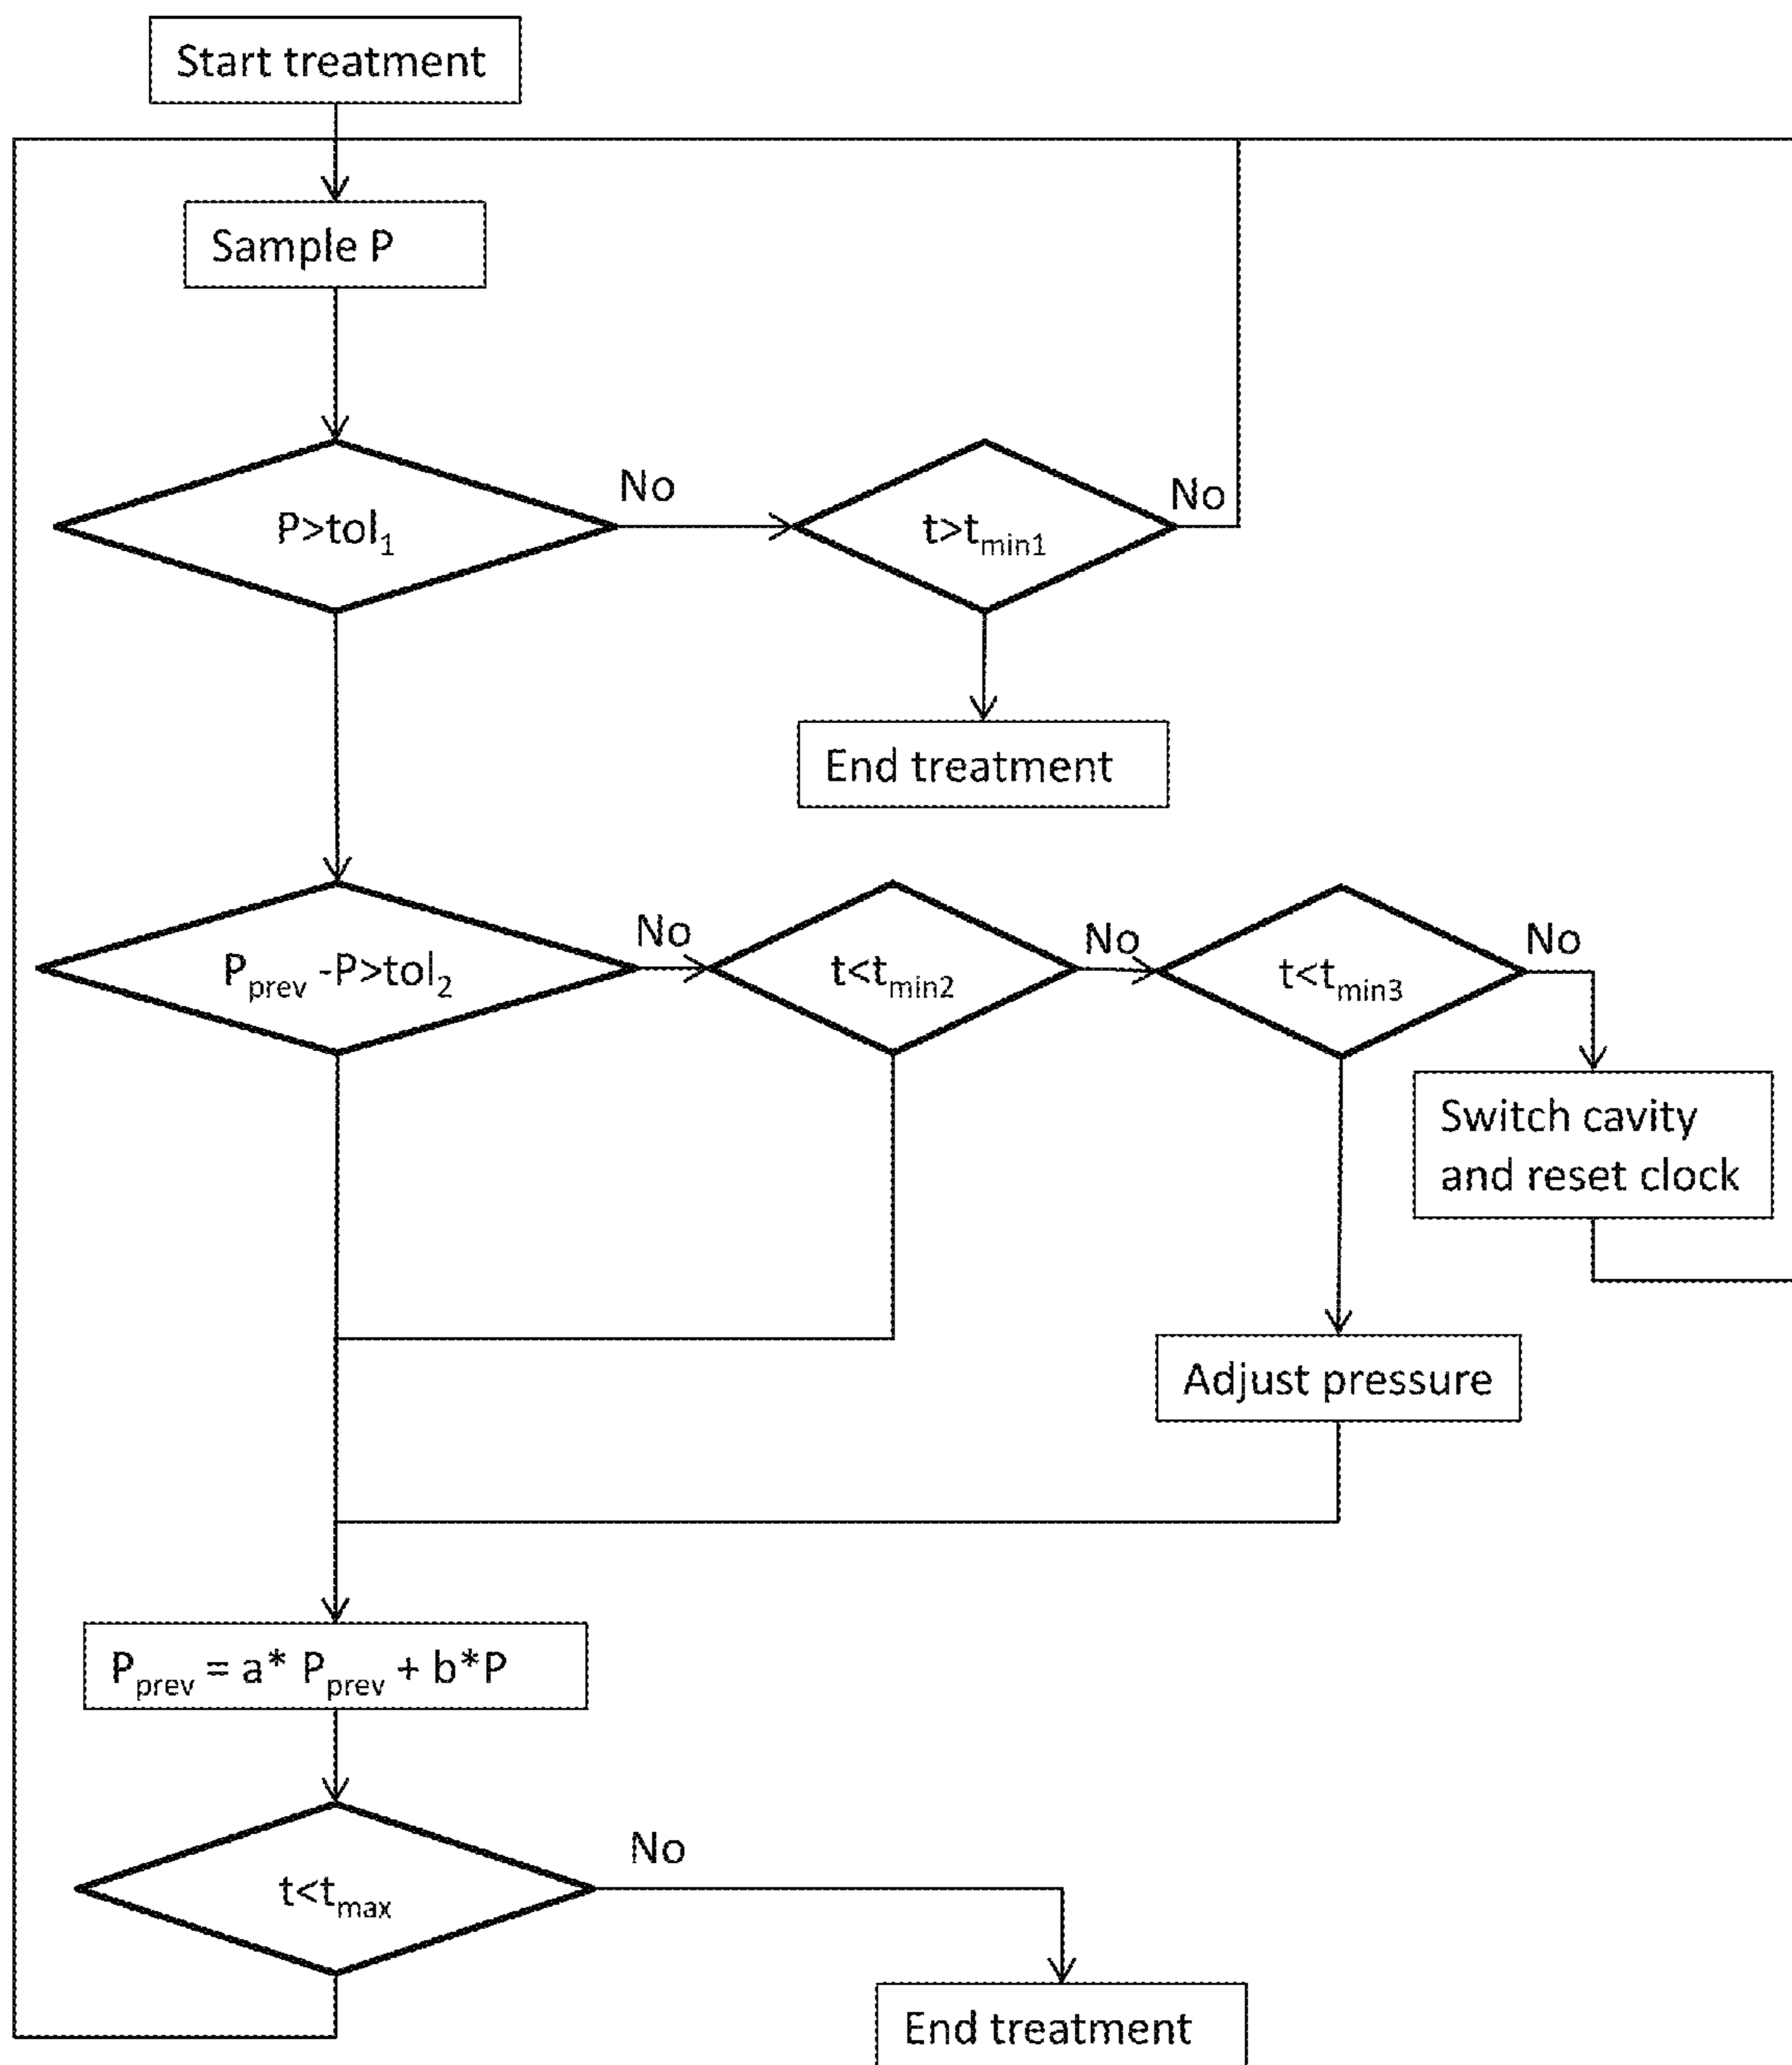 Start treatment
Sample P
P>tol₁
No
t>tₘᵢₙ₁
No
End treatment
Pₚᵣₑᵥ -P>tol₂
No
t<tₘᵢₙ₂
No
t<tₘᵢₙ₃
No
Switch cavity
and reset clock
Adjust pressure
Pₚᵣₑᵥ = a* Pₚᵣₑᵥ + b*P
t<tₘₐₓ
No
End treatment